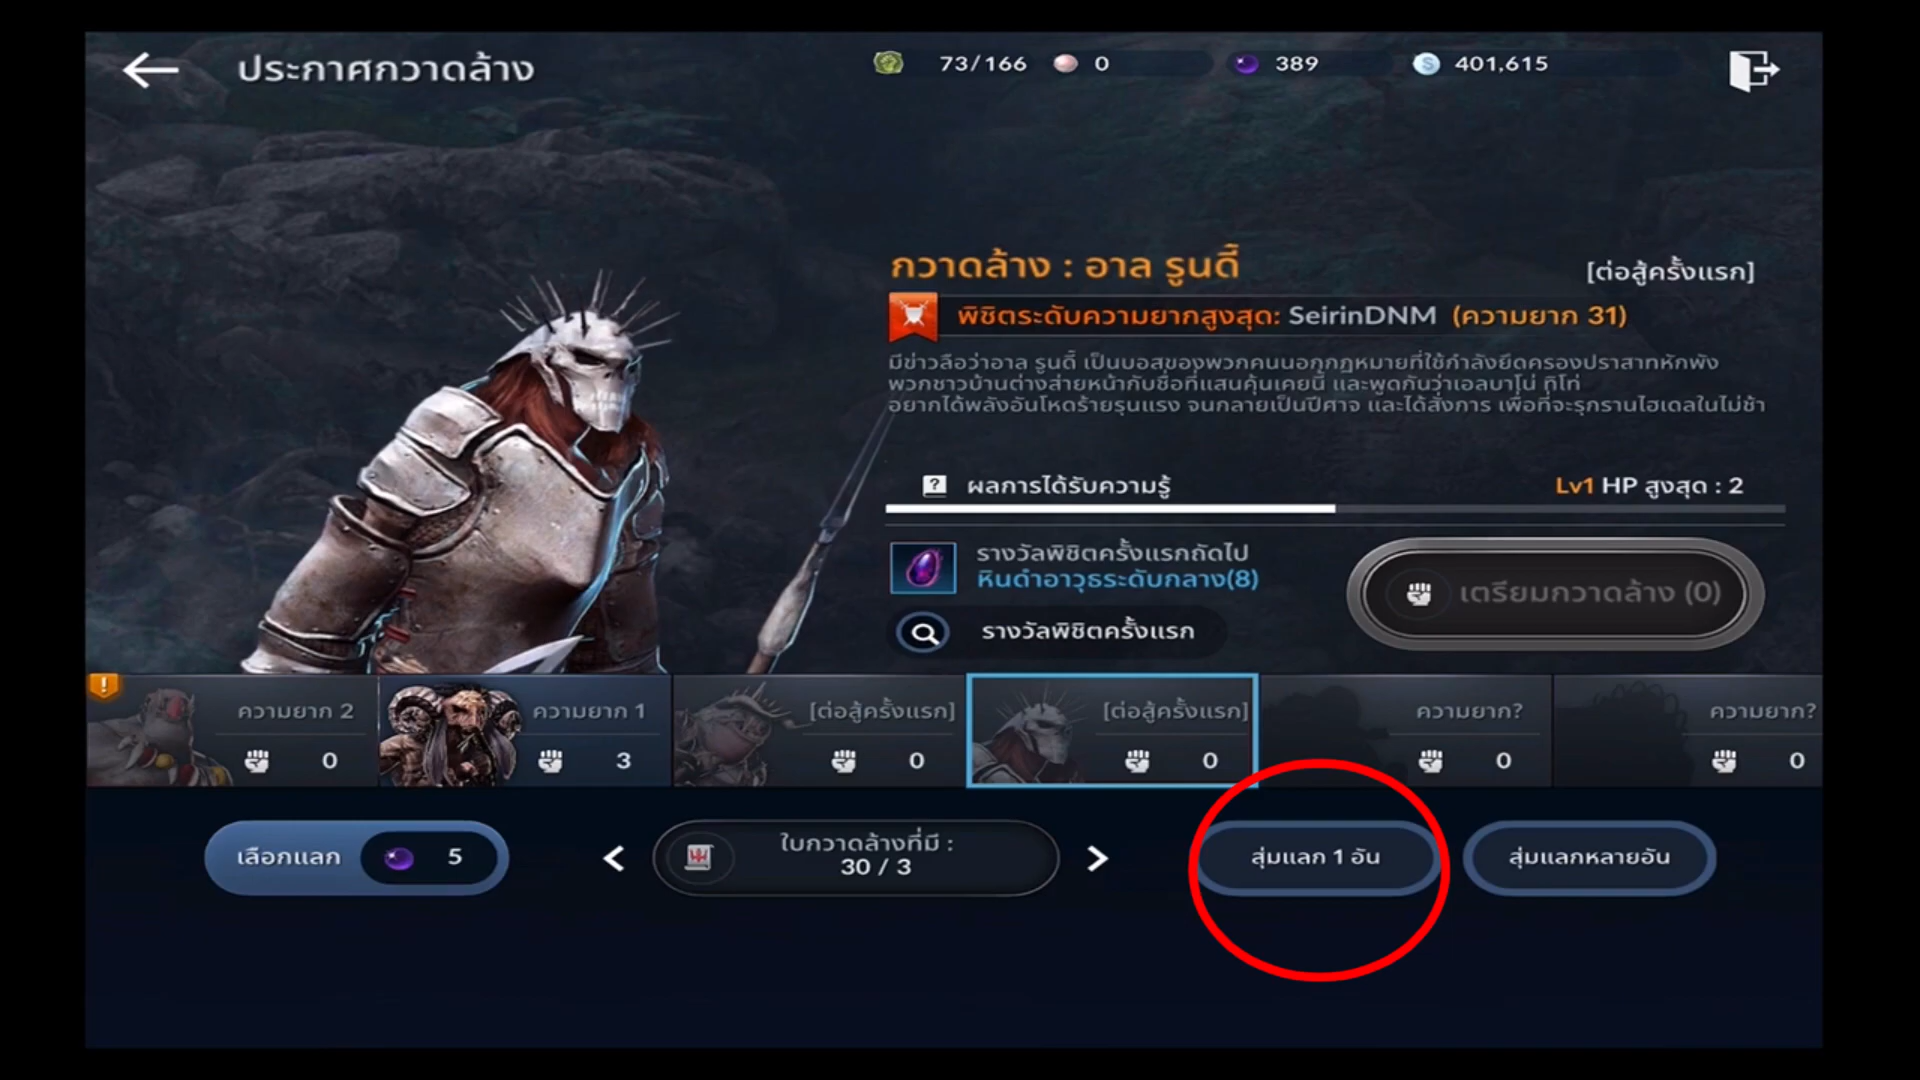 ประกาศกวาดล้าง
73/166
0
389
401,615
กวาดล้าง : อาล รูนดี้
[ต่อสู้ครั้งแรก]
พิชิตระดับความยากสูงสุด: SeirinDNM (ความยาก 31)
มีข่าวลือว่าอาล รูนดี้ เป็นบอสของพวกคนนอกกฎหมายที่ใช้กำลังยึดครองปราสาทหักพัง
พวกชาวบ้านต่างส่ายหน้ากับชื่อที่แสนคุ้นเคยนี้ และพูดกันว่าเอลบาโน่ ทิโท่
อยากได้พลังอันโหดร้ายรุนแรง จนกลายเป็นปีศาจ และได้สั่งการ เพื่อที่จะรุกรานไฮเดลในไม่ช้า
ผลการได้รับความรู้
Lv1 HP สูงสุด : 2
รางวัลพิชิตครั้งแรกถัดไป
หินดำอาวุธระดับกลาง(8)
เตรียมกวาดล้าง (0)
รางวัลพิชิตครั้งแรก
ความยาก 2
0
ความยาก 1
3
[ต่อสู้ครั้งแรก]
0
[ต่อสู้ครั้งแรก]
0
ความยาก?
0
ความยาก?
0
เลือกแลก 5
ใบกวาดล้างที่มี :
30 / 3
สุ่มแลก 1 อัน
สุ่มแลกหลายอัน